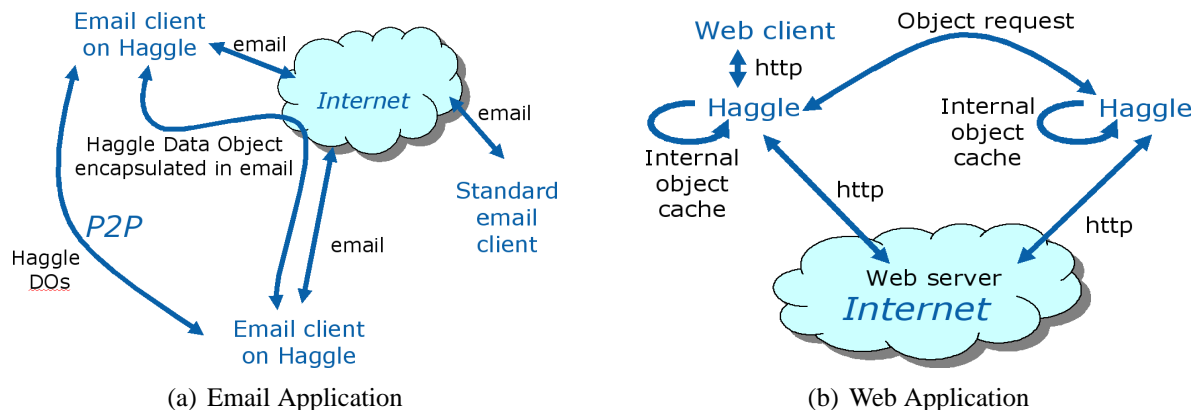 Email client
on Haggle
email
Internet
email
Haggle Data Object
encapsulated in email
Standard
email
client
P2P
email
Haggle
DOs
Email client
on Haggle
(a) Email Application
Object request
Web client
http
Haggle
Internal
object
cache
Haggle
Internal
object
cache
http
http
Web server
Internet
(b) Web Application